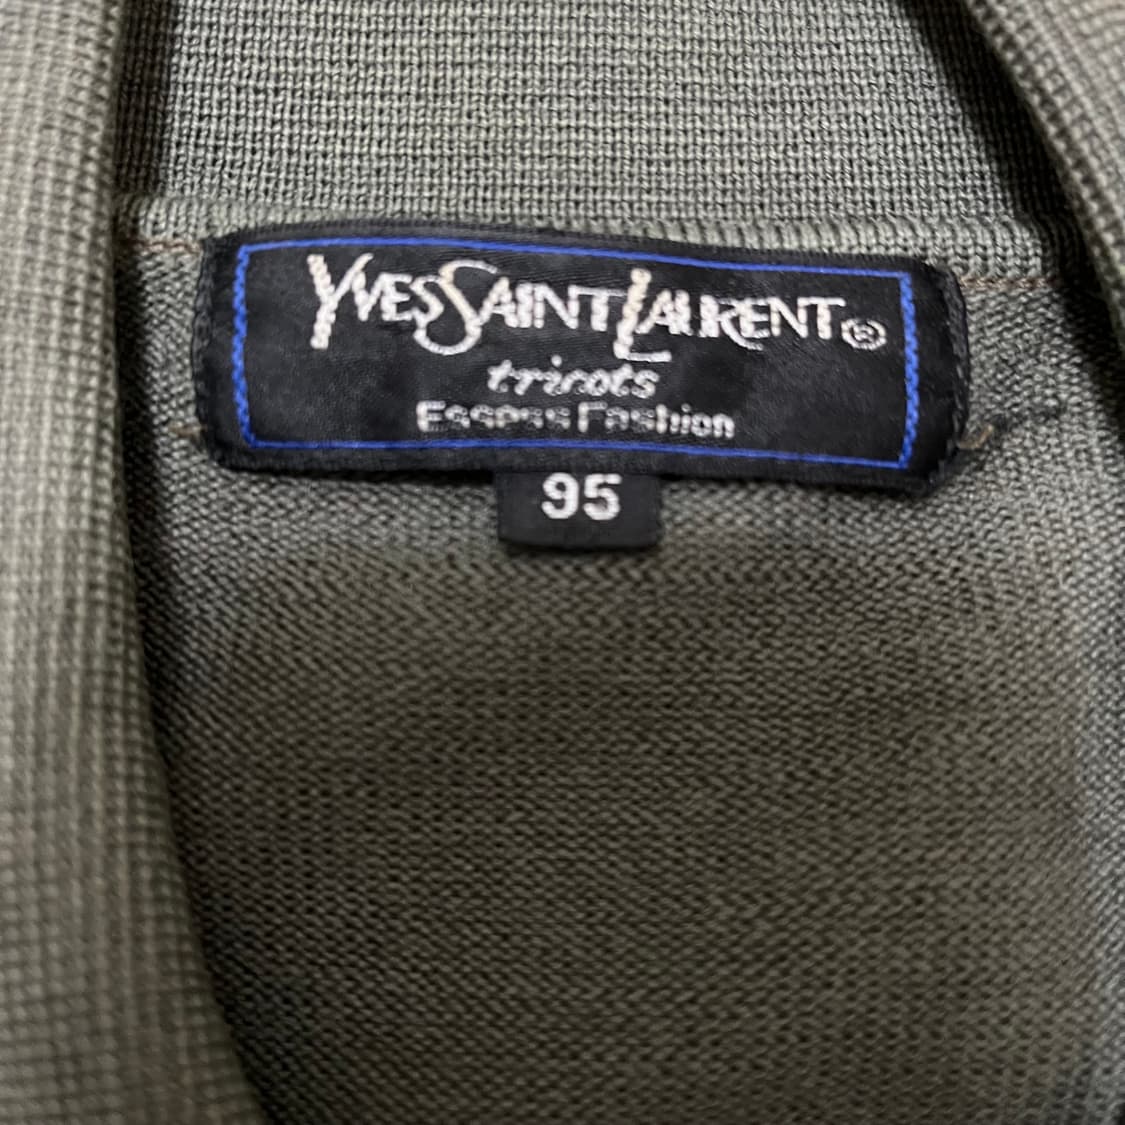 YVES SAINT LAURENT ®
tricots
Essess Fashion
95